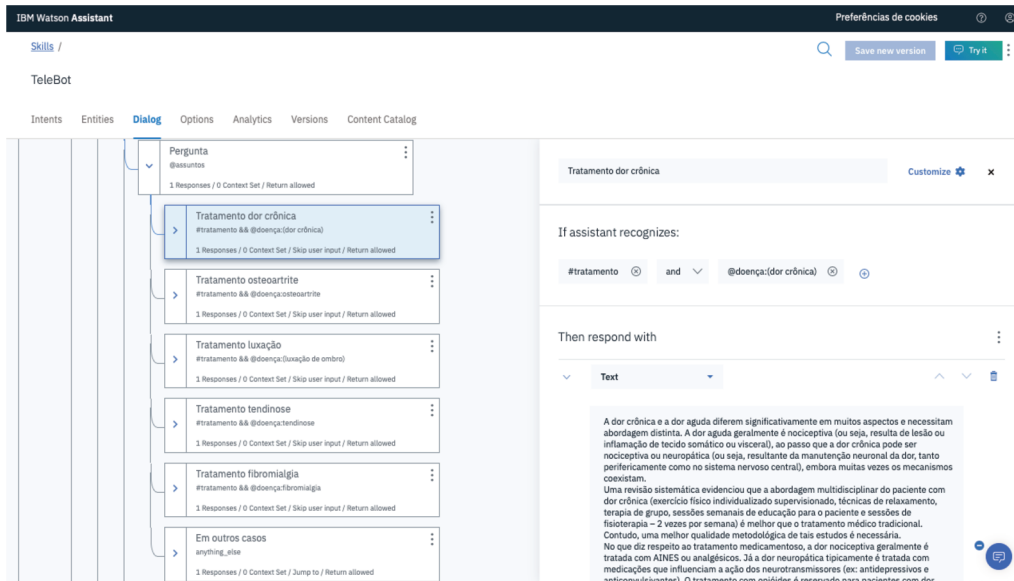 IBM Watson Assistant
Preferências de cookies
Skills /
Save new version
Try it
TeleBot
Intents Entities Dialog Options Analytics Versions Content Catalog
Pergunta
@assuntos
1 Responses / 0 Context Set / Return allowed
Tratamento dor crônica
#tratamento && @doença:(dor crônica)
1 Responses / 0 Context Set / Skip user input / Return allowed
Tratamento osteoartrite
#tratamento && @doença:osteoartrite
1 Responses / 0 Context Set / Skip user input / Return allowed
Tratamento luxação
#tratamento && @doença:(luxação de ombro)
1 Responses / 0 Context Set / Skip user input / Return allowed
Tratamento tendinose
#tratamento && @doença:tendinose
1 Responses / 0 Context Set / Skip user input / Return allowed
Tratamento fibromialgia
#tratamento && @doença:fibromialgia
1 Responses / 0 Context Set / Skip user input / Return allowed
Em outros casos
anything_else
1 Responses / 0 Context Set / Jump to / Return allowed
Tratamento dor crônica
Customize
If assistant recognizes:
#tratamento and @doença:(dor crônica)
Then respond with
Text
A dor crônica e a dor aguda diferem significativamente em muitos aspectos e necessitam
abordagem distinta. A dor aguda geralmente é nociceptiva (ou seja, resulta de lesão ou
inflamação de tecido somático ou visceral), ao passo que a dor crônica pode ser
nociceptiva ou neuropática (ou seja, resultante da manutenção neuronal da dor, tanto
perifericamente como no sistema nervoso central), embora muitas vezes os mecanismos
coexistam.
Uma revisão sistemática evidenciou que a abordagem multidisciplinar do paciente com
dor crônica (exercício físico individualizado supervisionado, técnicas de relaxamento,
terapia de grupo, sessões semanais de educação para o paciente e sessões de
fisioterapia – 2 vezes por semana) é melhor que o tratamento médico tradicional.
Contudo, uma melhor qualidade metodológica de tais estudos é necessária.
No que diz respeito ao tratamento medicamentoso, a dor nociceptiva geralmente é
tratada com AINES ou analgésicos. Já a dor neuropática tipicamente é tratada com
medicações que influenciam a ação dos neurotransmissores (ex: antidepressivos e
anticonvulsivantes). O tratamento com opióides é reservado para pacientes com dor